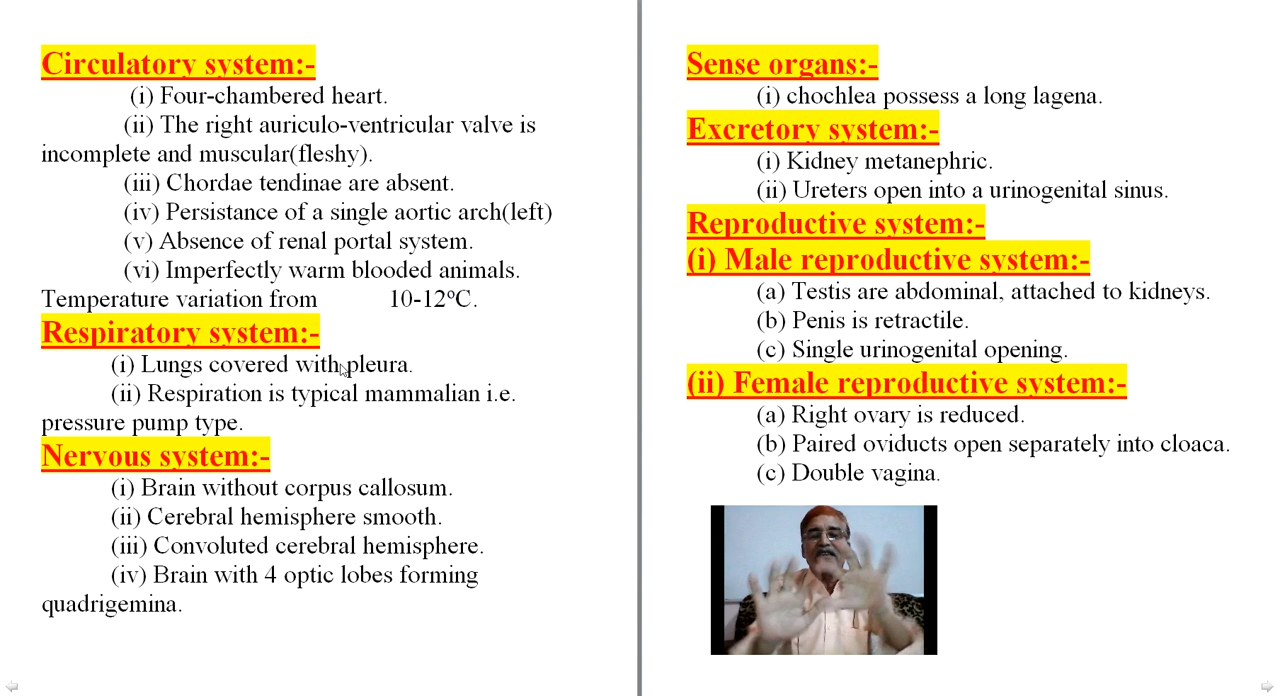 Circulatory system:-
(i) Four-chambered heart.
(ii) The right auriculo-ventricular valve is
incomplete and muscular(fleshy).
(iii) Chordae tendinae are absent.
(iv) Persistance of a single aortic arch(left)
(v) Absence of renal portal system.
(vi) Imperfectly warm blooded animals.
Temperature variation from 10-12ºC.
Respiratory system:-
(i) Lungs covered with pleura.
(ii) Respiration is typical mammalian i.e.
pressure pump type.
Nervous system:-
(i) Brain without corpus callosum.
(ii) Cerebral hemisphere smooth.
(iii) Convoluted cerebral hemisphere.
(iv) Brain with 4 optic lobes forming
quadrigemina.
Sense organs:-
(i) chochlea possess a long lagena.
Excretory system:-
(i) Kidney metanephric.
(ii) Ureters open into a urinogenital sinus.
Reproductive system:-
(i) Male reproductive system:-
(a) Testis are abdominal, attached to kidneys.
(b) Penis is retractile.
(c) Single urinogenital opening.
(ii) Female reproductive system:-
(a) Right ovary is reduced.
(b) Paired oviducts open separately into cloaca.
(c) Double vagina.